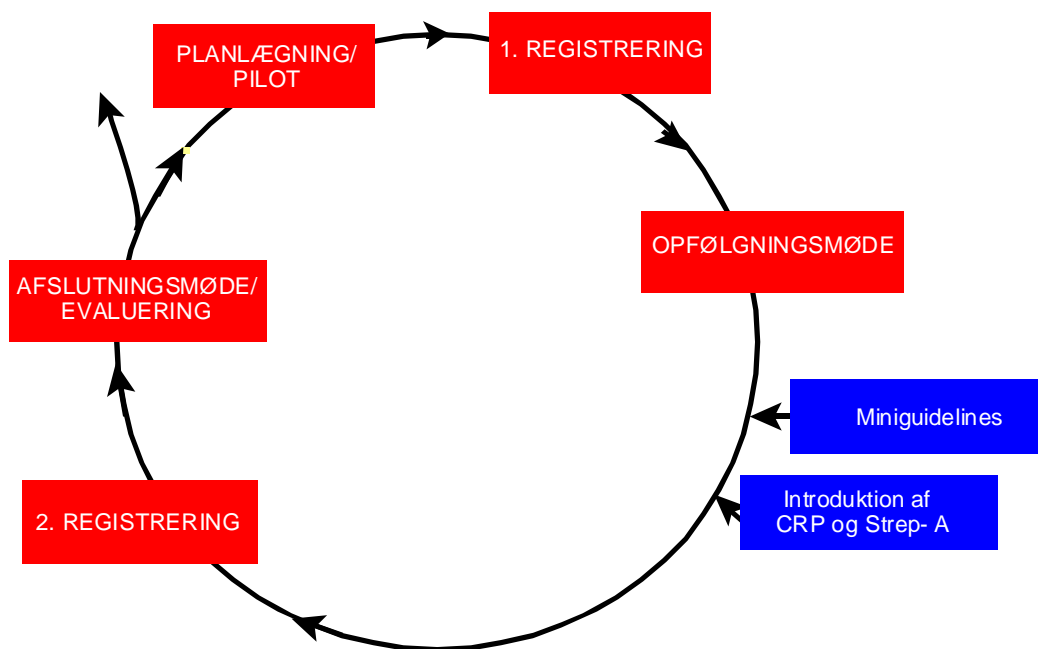 PLANLÆGNING/
PILOT
1. REGISTRERING
OPFØLGNINGSMØDE
Miniguidelines
Introduktion af
CRP og Strep- A
2. REGISTRERING
AFSLUTNINGSMØDE/
EVALUERING